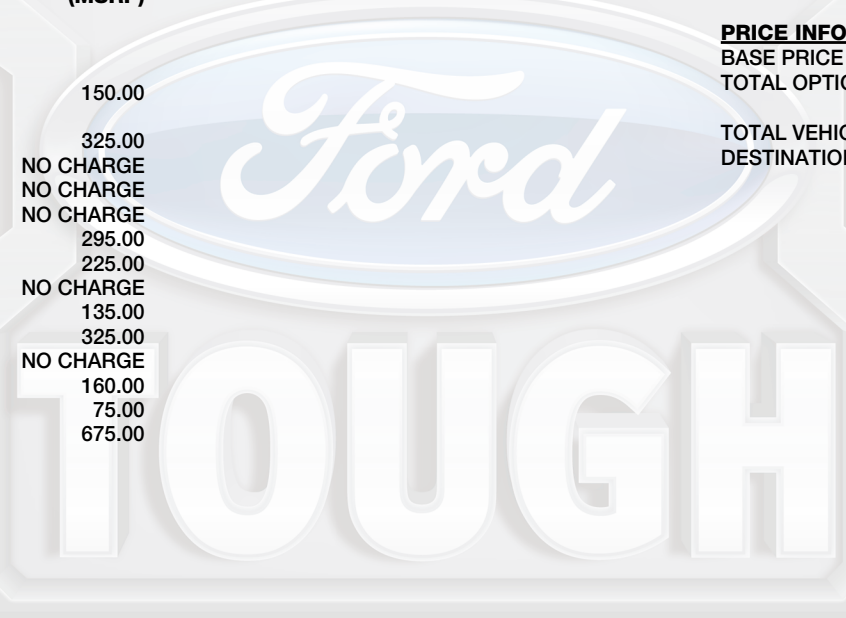 (MSRP)
150.00
325.00
NO CHARGE
NO CHARGE
NO CHARGE
295.00
225.00
NO CHARGE
135.00
325.00
NO CHARGE
160.00
75.00
675.00
PRICE INFO
BASE PRICE
TOTAL OPTIO
TOTAL VEHIC
DESTINATION
Ford
TOUGH